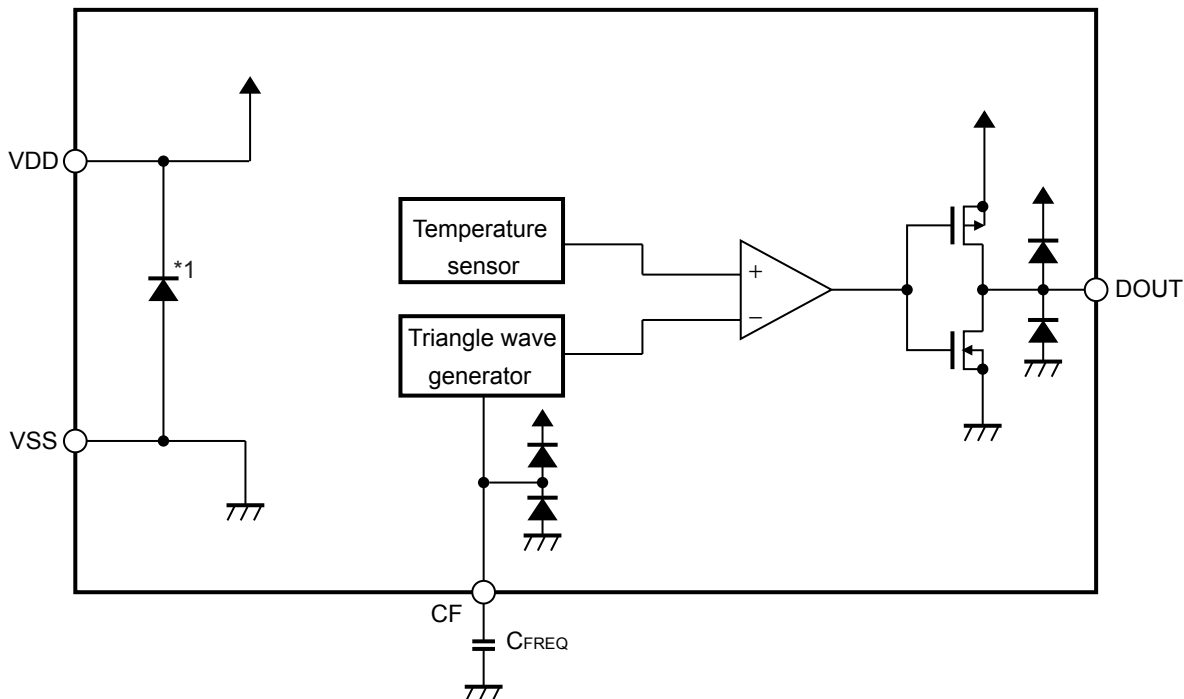 VDD
*1
Temperature
sensor
+
−
DOUT
Triangle wave
generator
VSS
CF
CFREQ